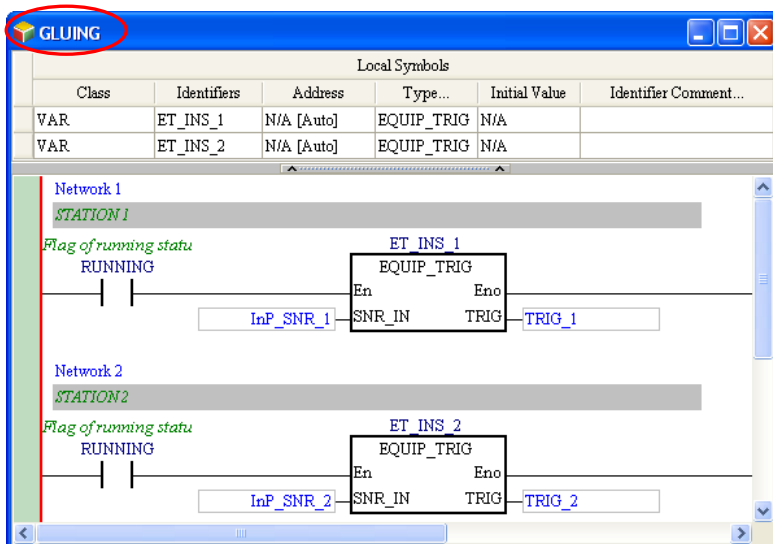 GLUING
Local Symbols
Class Identifiers Address Type... Initial Value Identifier Comment...
VAR ET_INS_1 N/A [Auto] EQUIP_TRIG N/A
VAR ET_INS_2 N/A [Auto] EQUIP_TRIG N/A
Network 1
STATION 1
Flag of running statu
RUNNING
ET_INS_1
EQUIP_TRIG
En Eno
InP_SNR_1 SNR_IN TRIG TRIG_1
Network 2
STATION 2
Flag of running statu
RUNNING
ET_INS_2
EQUIP_TRIG
En Eno
InP_SNR_2 SNR_IN TRIG TRIG_2